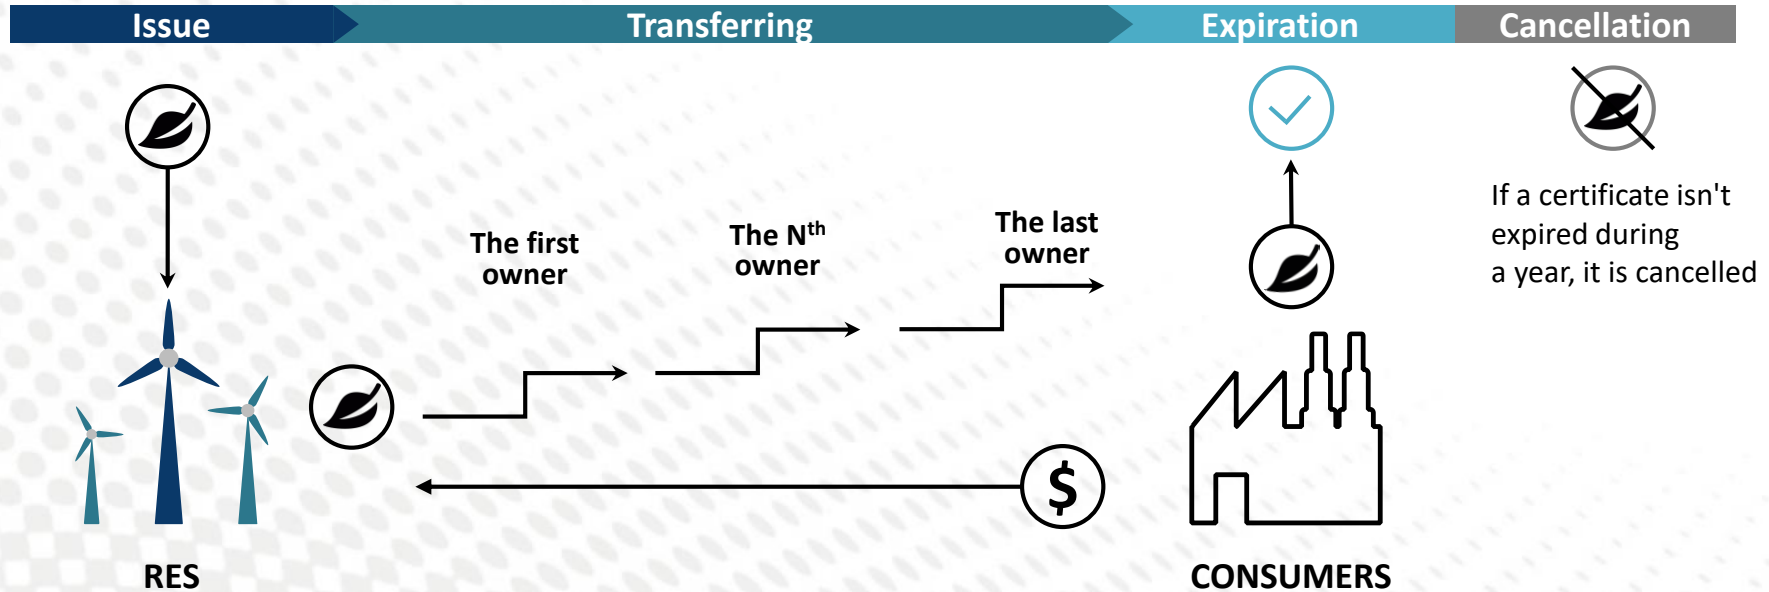 Issue
Transferring
Expiration
Cancellation
The first
owner
The Nth
owner
The last
owner
If a certificate isn't
expired during
a year, it is cancelled
$
RES
CONSUMERS